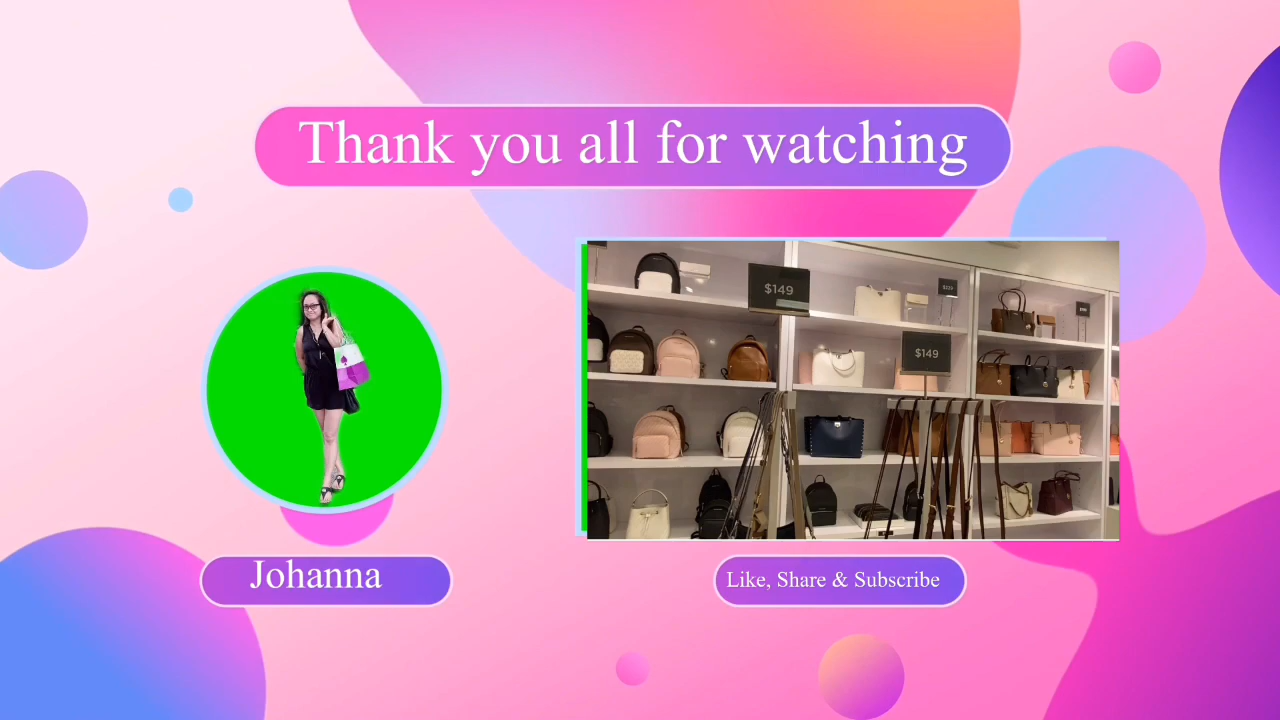 Thank you all for watching
$149
$149
Johanna
Like, Share & Subscribe